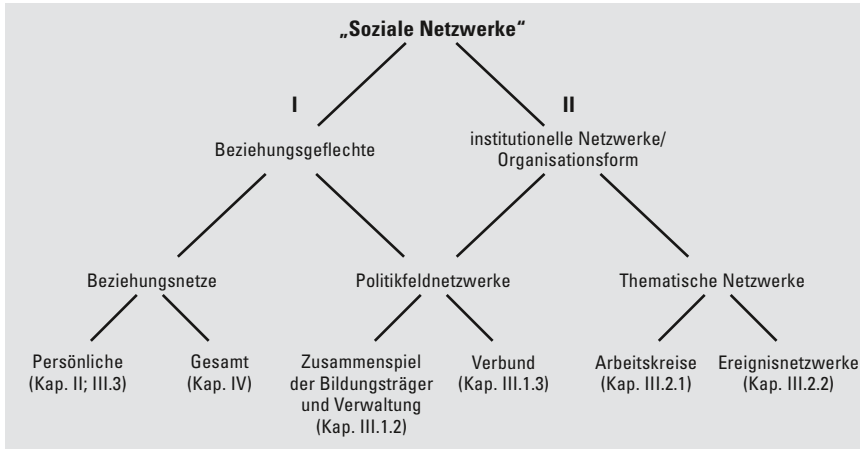 „Soziale Netzwerke“
I
II
Beziehungsgeflechte
institutionelle Netzwerke/
Organisationsform
Beziehungsnetze
Politikfeldnetzwerke
Thematische Netzwerke
Persönliche
(Kap. II; III.3)
Gesamt
(Kap. IV)
Zusammenspiel
der Bildungsträger
und Verwaltung
(Kap. III.1.2)
Verbund
(Kap. III.1.3)
Arbeitskreise
(Kap. III.2.1)
Ereignisnetzwerke
(Kap. III.2.2)